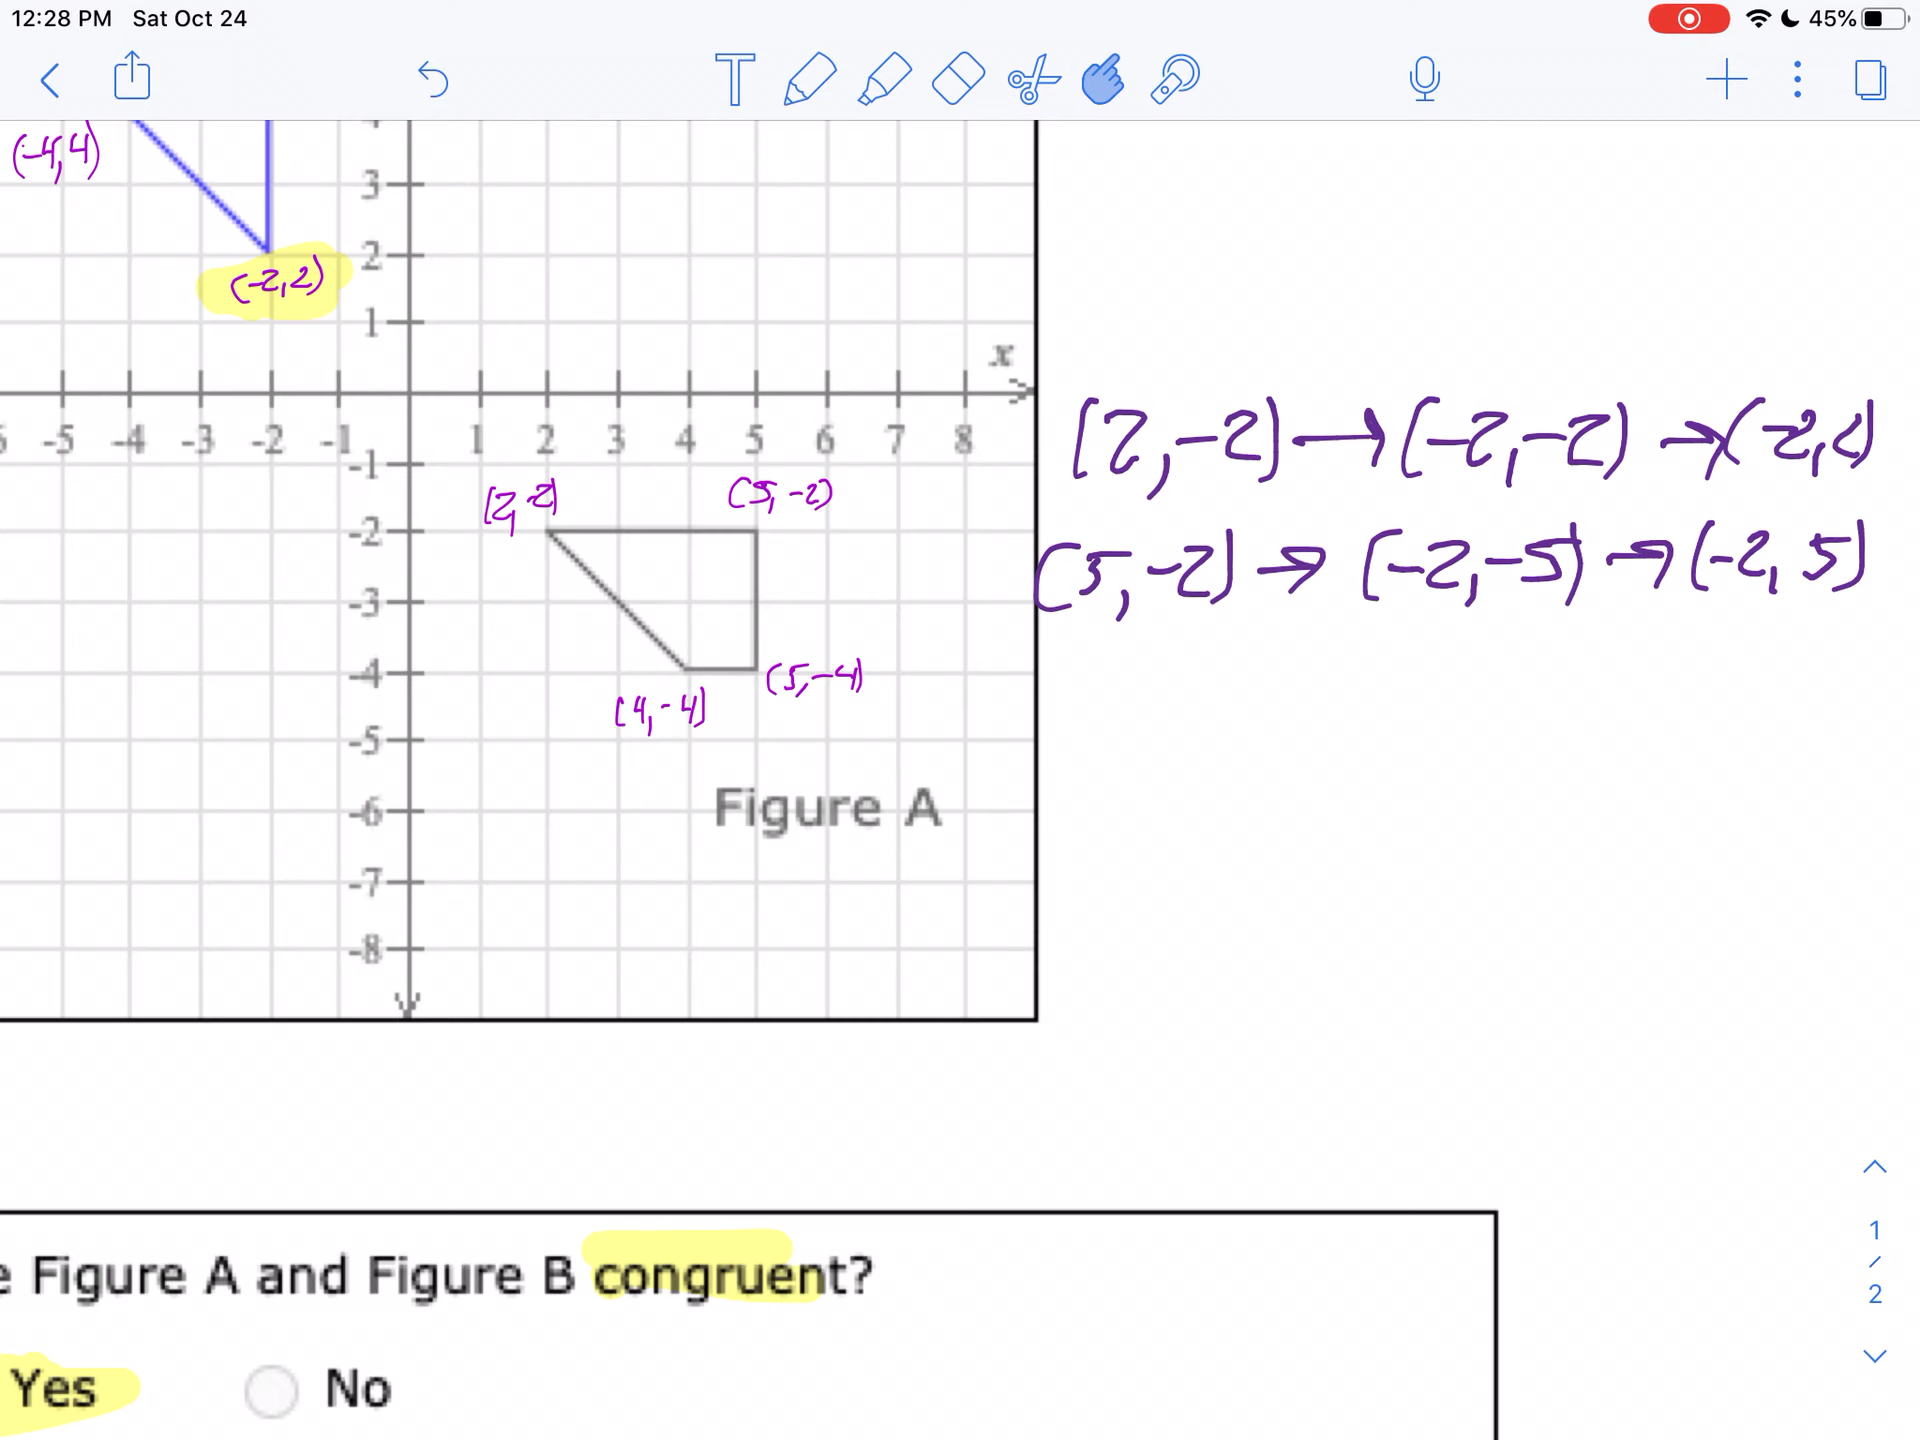 12:28 PM Sat Oct 24 45%
T
(-4,4)
3
2
(-2,2)
1
x
-5 -4 -3 -2 -1 1 2 3 4 5 6 7 8
-1
(2,-2) (5,-2)
-2
-3
-4
(5,-4)
(4,-4)
-5
-6
Figure A
-7
-8
(2,-2) → (-2,-2) → (-2,2)
(5,-2) → (-2,-5) → (-2,5)
e Figure A and Figure B congruent?
Yes No
1
/
2